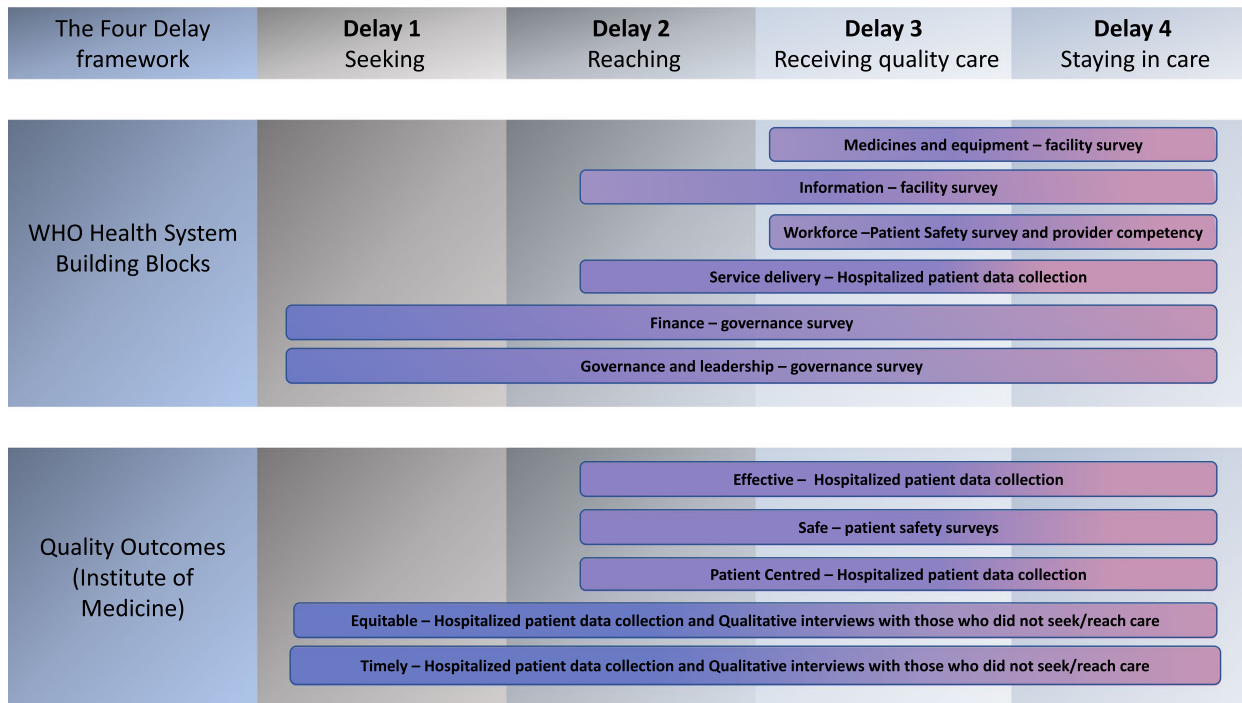 The Four Delay
framework
Delay 1
Seeking
Delay 2
Reaching
Delay 3
Receiving quality care
Delay 4
Staying in care
WHO Health System
Building Blocks
Medicines and equipment – facility survey
Information – facility survey
Workforce –Patient Safety survey and provider competency
Service delivery – Hospitalized patient data collection
Finance – governance survey
Governance and leadership – governance survey
Quality Outcomes
(Institute of
Medicine)
Effective – Hospitalized patient data collection
Safe – patient safety surveys
Patient Centred – Hospitalized patient data collection
Equitable – Hospitalized patient data collection and Qualitative interviews with those who did not seek/reach care
Timely – Hospitalized patient data collection and Qualitative interviews with those who did not seek/reach care